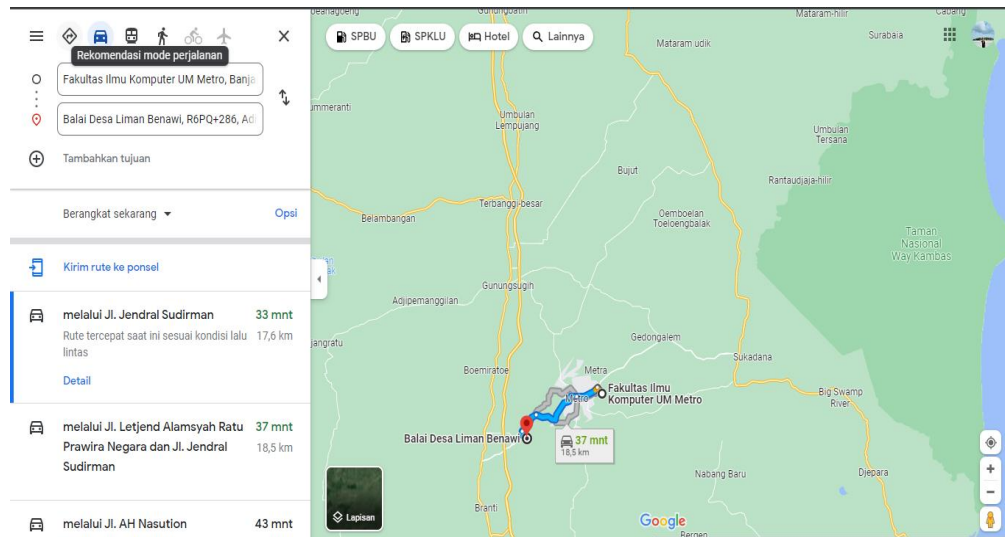 Rekomendasi mode perjalanan
Fakultas Ilmu Komputer UM Metro, Banja
Balai Desa Liman Benawi, R6PQ+286, Ad
Tambahkan tujuan
Berangkat sekarang
Opsi
Kirim rute ke ponsel
melalui Jl. Jendral Sudirman 33 mnt
Rute tercepat saat ini sesuai kondisi lalu 17,6 km
lintas
Detail
melalui Jl. Letjend Alamsyah Ratu 37 mnt
Prawira Negara dan Jl. Jendral 18,5 km
Sudirman
melalui Jl. AH Nasution 43 mnt
SPBU
SPKLU
Hotel
Lainnya
Mataram-hilir
Cabang
Mataram udik
Surabaia
Umbulan
Lempujang
Umbulan
Tersana
Bujut
Rantaudjaja-hilir
Terbanggi-besar
Belambangan
Oemboelan
Toeloengbalak
Taman
Nasional
Way Kambas
Gunungsugih
Adjipemanggilan
Gedongalem
Sukadana
Boemiratoe
Metra
Metro
Fakultas Ilmu
Komputer UM Metro
Big Swamp
River
Balai Desa Liman Benawi
37 mnt
18,5 km
Nabang Baru
Djepara
Branti
Lapisan
Google